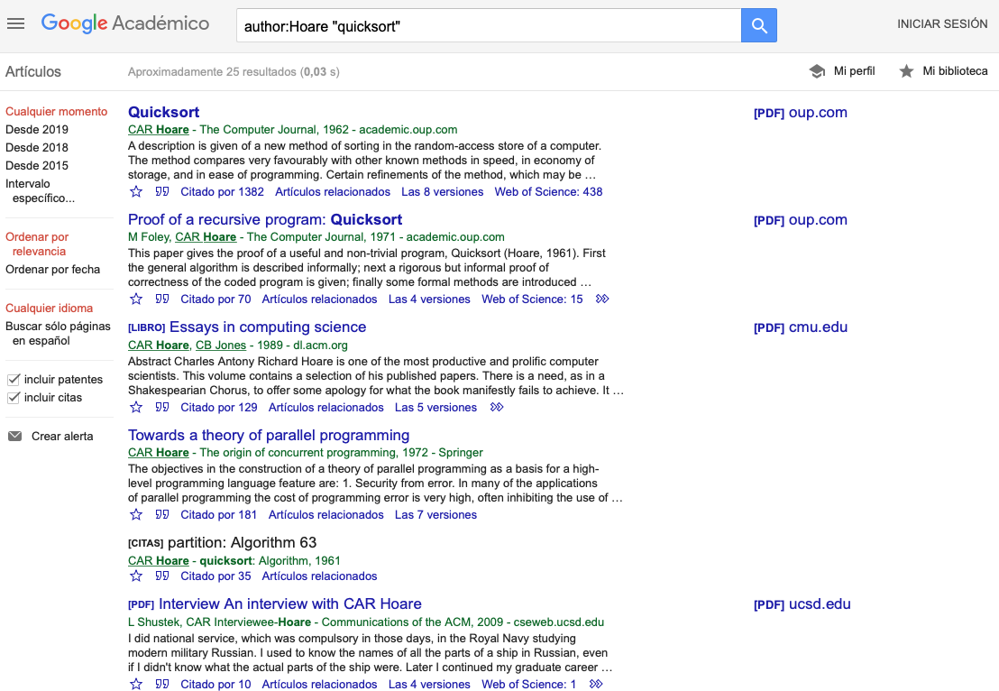 Google Académico
author:Hoare "quicksort"
INICIAR SESIÓN
Artículos
Aproximadamente 25 resultados (0,03 s)
Mi perfil
Mi biblioteca
Cualquier momento
Desde 2019
Desde 2018
Desde 2015
Intervalo
específico...
Ordenar por
relevancia
Ordenar por fecha
Cualquier idioma
Buscar sólo páginas
en español
incluir patentes
incluir citas
Crear alerta
Quicksort
[PDF] oup.com
CAR Hoare - The Computer Journal, 1962 - academic.oup.com
A description is given of a new method of sorting in the random-access store of a computer.
The method compares very favourably with other known methods in speed, in economy of
storage, and in ease of programming. Certain refinements of the method, which may be …
Citado por 1382 Artículos relacionados Las 8 versiones Web of Science: 438
Proof of a recursive program: Quicksort
[PDF] oup.com
M Foley, CAR Hoare - The Computer Journal, 1971 - academic.oup.com
This paper gives the proof of a useful and non-trivial program, Quicksort (Hoare, 1961). First
the general algorithm is described informally; next a rigorous but informal proof of
correctness of the coded program is given; finally some formal methods are introduced …
Citado por 70 Artículos relacionados Las 4 versiones Web of Science: 15
[LIBRO] Essays in computing science
[PDF] cmu.edu
CAR Hoare, CB Jones - 1989 - dl.acm.org
Abstract Charles Antony Richard Hoare is one of the most productive and prolific computer
scientists. This volume contains a selection of his published papers. There is a need, as in a
Shakespearian Chorus, to offer some apology for what the book manifestly fails to achieve. It …
Citado por 129 Artículos relacionados Las 5 versiones
Towards a theory of parallel programming
CAR Hoare - The origin of concurrent programming, 1972 - Springer
The objectives in the construction of a theory of parallel programming as a basis for a high-
level programming language feature are: 1. Security from error. In many of the applications
of parallel programming the cost of programming error is very high, often inhibiting the use of …
Citado por 181 Artículos relacionados Las 7 versiones
[CITAS] partition: Algorithm 63
CAR Hoare - quicksort: Algorithm, 1961
Citado por 35 Artículos relacionados
[PDF] Interview An interview with CAR Hoare
[PDF] ucsd.edu
L Shustek, CAR Interviewee-Hoare - Communications of the ACM, 2009 - cseweb.ucsd.edu
I did national service, which was compulsory in those days, in the Royal Navy studying
modern military Russian. I used to know the names of all the parts of a ship in Russian, even
if I didn't know what the actual parts of the ship were. Later I continued my graduate career …
Citado por 10 Artículos relacionados Las 4 versiones Web of Science: 1